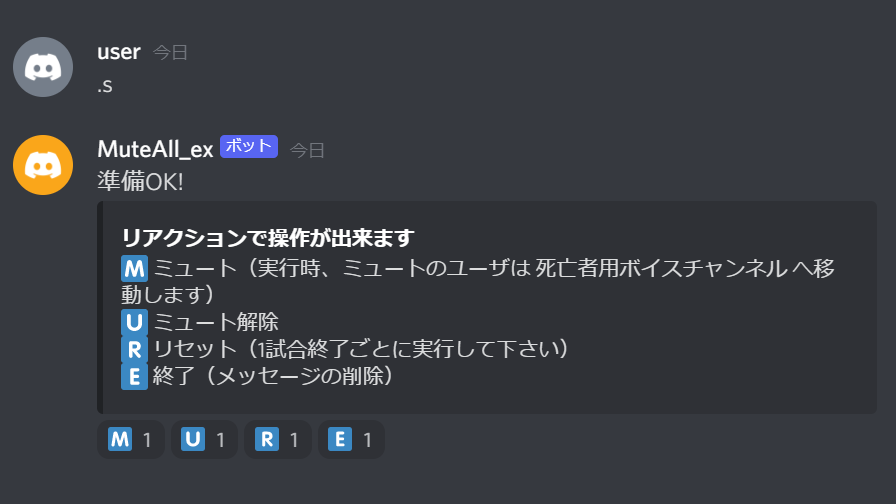 user 今日
.s
MuteAll_ex ボット 今日
準備OK!
リアクションで操作が出来ます
M ミュート（実行時、ミュートのユーザは 死亡者用ボイスチャンネル へ移
動します）
U ミュート解除
R リセット（1試合終了ごとに実行して下さい）
E 終了（メッセージの削除）
M 1 U 1 R 1 E 1